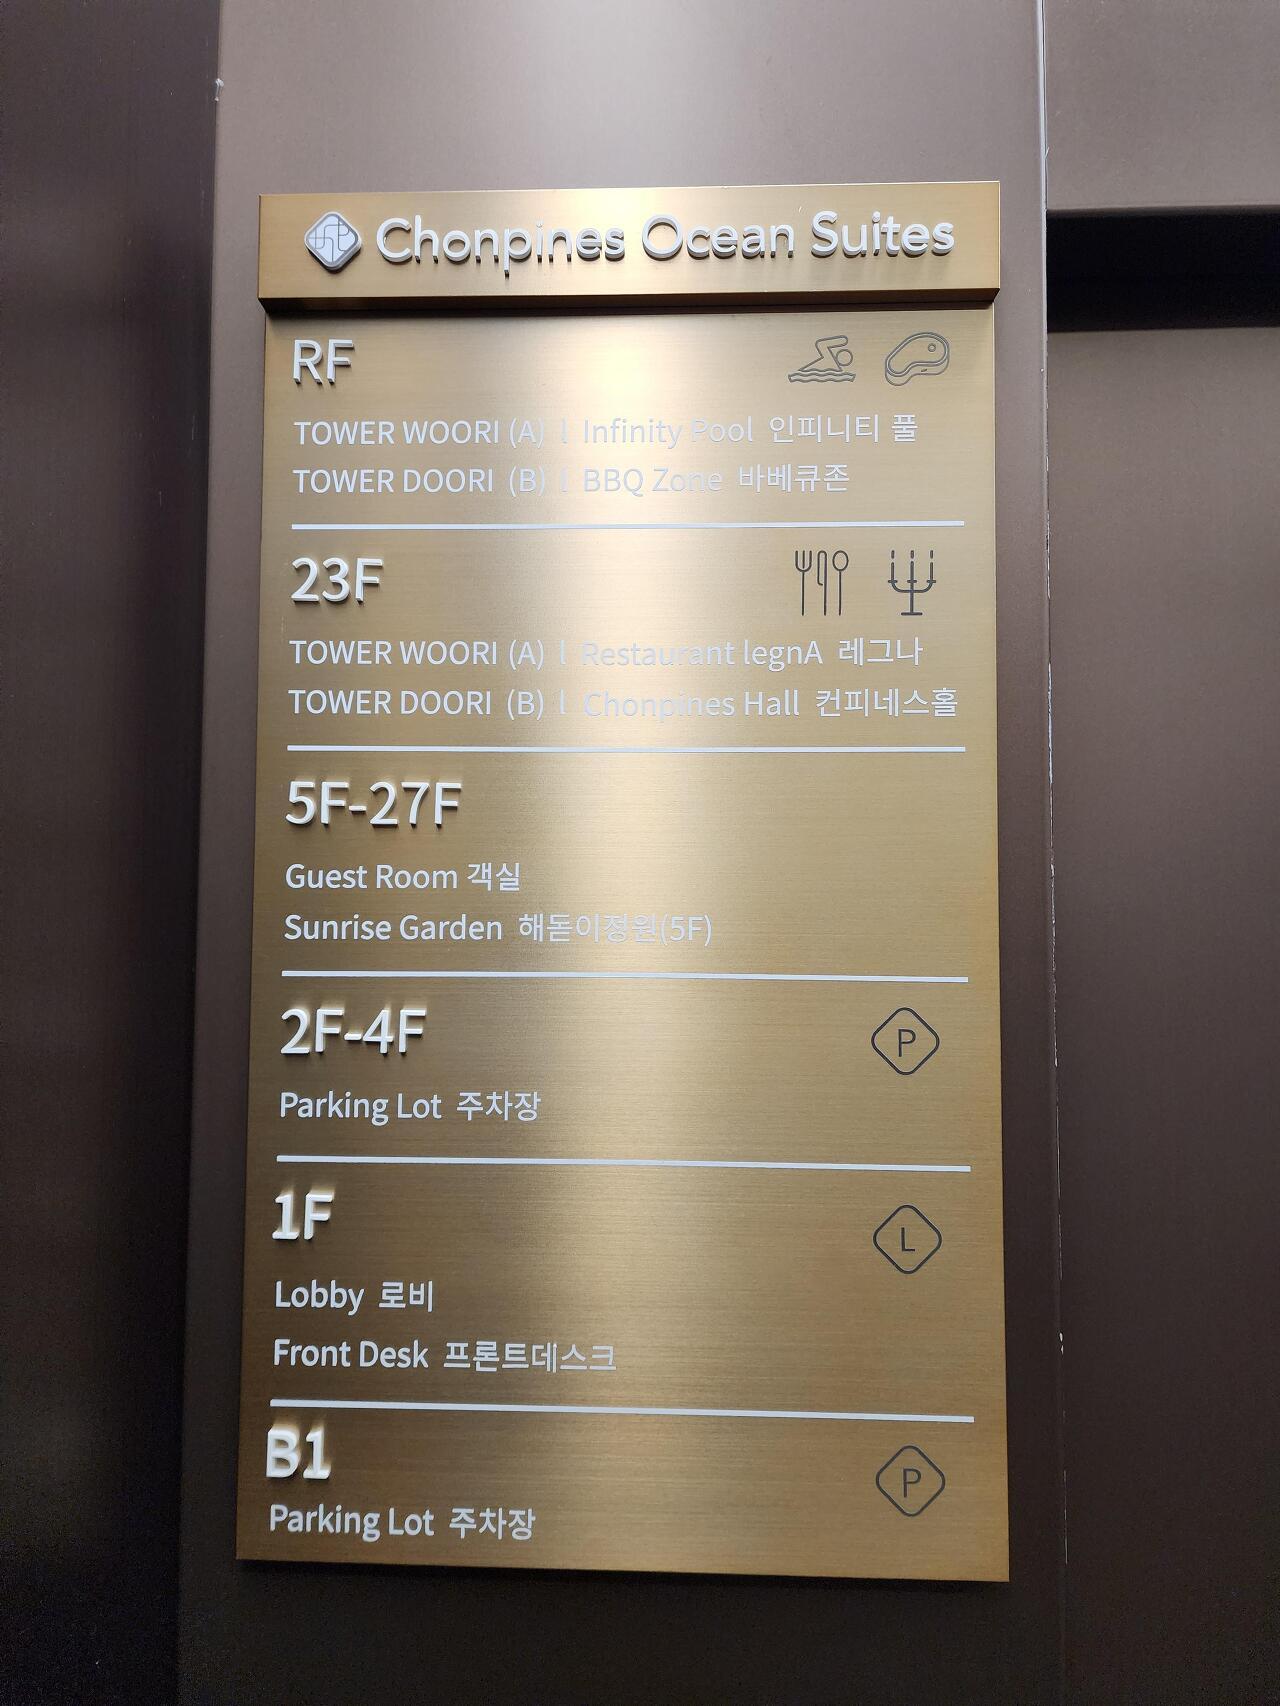 Chonpines Ocean Suites
RF
TOWER WOORI (A) l Infinity Pool 인피니티 풀
TOWER DOORI (B) l BBQ Zone 바베큐존
23F
TOWER WOORI (A) l Restaurant legnA 레그나
TOWER DOORI (B) l Chonpines Hall 컨피네스홀
5F-27F
Guest Room 객실
Sunrise Garden 해돋이정원(5F)
2F-4F
P
Parking Lot 주차장
1F
L
Lobby 로비
Front Desk 프론트데스크
B1
P
Parking Lot 주차장